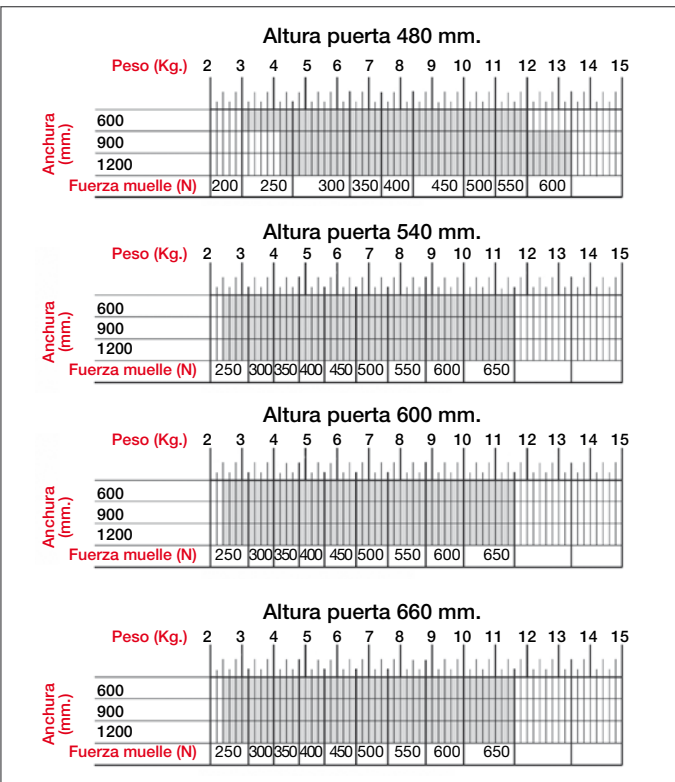 Altura puerta 480 mm.
Peso (Kg.) 2 3 4 5 6 7 8 9 10 11 12 13 14 15
Anchura (mm.)
600
900
1200
Fuerza muelle (N) 200 250 300 350 400 450 500 550 600
Altura puerta 540 mm.
Peso (Kg.) 2 3 4 5 6 7 8 9 10 11 12 13 14 15
Anchura (mm.)
600
900
1200
Fuerza muelle (N) 250 300 350 400 450 500 550 600 650
Altura puerta 600 mm.
Peso (Kg.) 2 3 4 5 6 7 8 9 10 11 12 13 14 15
Anchura (mm.)
600
900
1200
Fuerza muelle (N) 250 300 350 400 450 500 550 600 650
Altura puerta 660 mm.
Peso (Kg.) 2 3 4 5 6 7 8 9 10 11 12 13 14 15
Anchura (mm.)
600
900
1200
Fuerza muelle (N) 250 300 350 400 450 500 550 600 650